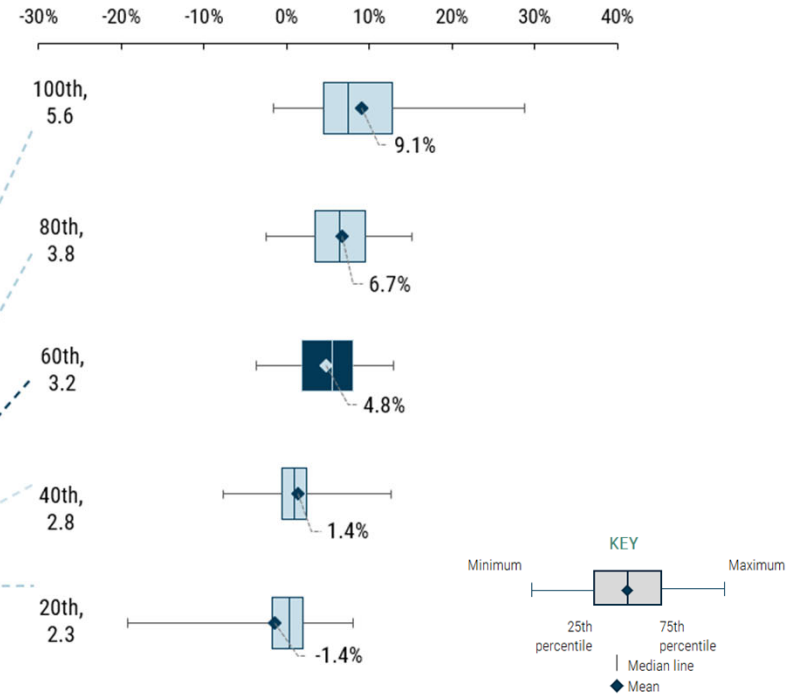 -30% -20% -10% 0% 10% 20% 30% 40%
100th,
5.6
9.1%
80th,
3.8
6.7%
60th,
3.2
4.8%
40th,
2.8
1.4%
20th,
2.3
-1.4%
KEY
Minimum
Maximum
25th
percentile
75th
percentile
Median line
Mean